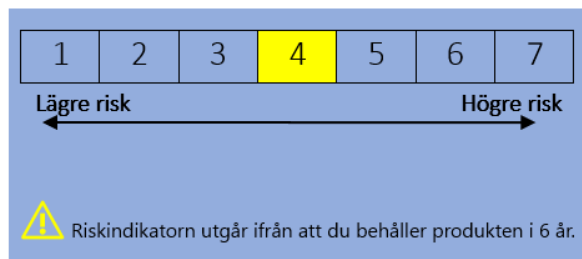 1 2 3 4 5 6 7
Lägre risk Högre risk
Riskindikatorn utgår ifrån att du behåller produkten i 6 år.